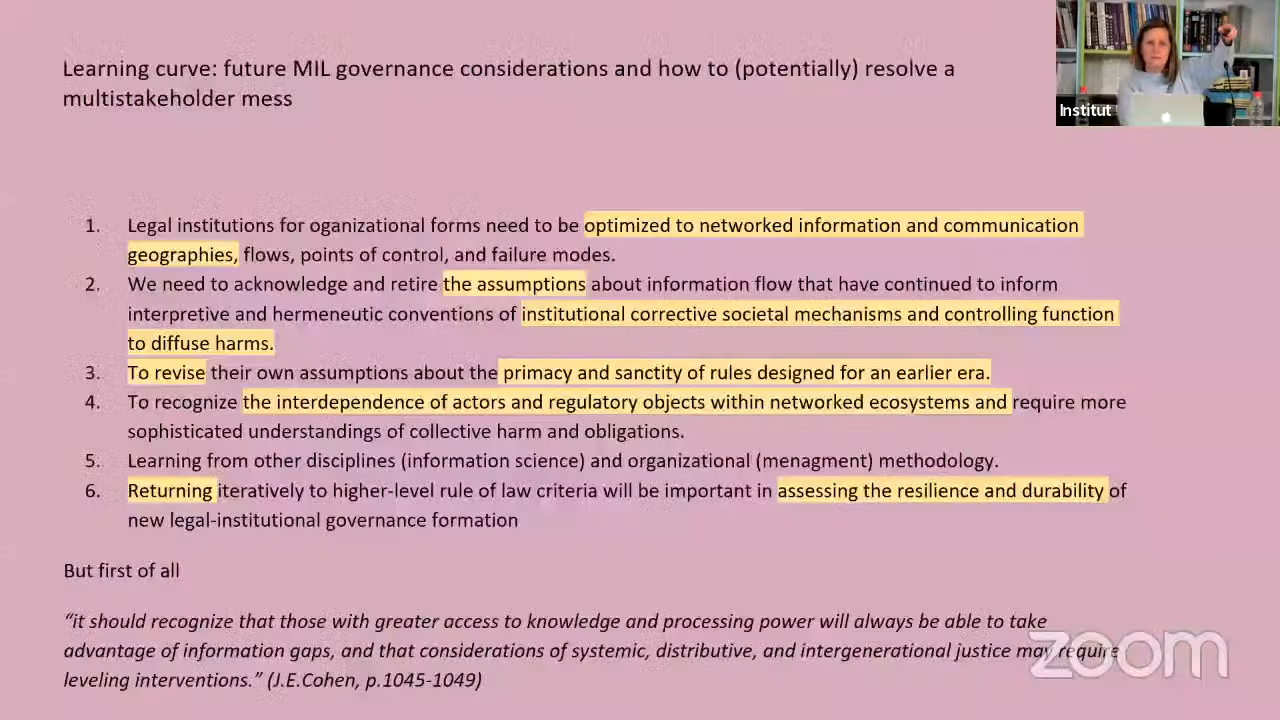 Learning curve: future MIL governance considerations and how to (potentially) resolve a
multistakeholder mess
Institut
1. Legal institutions for oganizational forms need to be optimized to networked information and communication
geographies, flows, points of control, and failure modes.
2. We need to acknowledge and retire the assumptions about information flow that have continued to inform
interpretive and hermeneutic conventions of institutional corrective societal mechanisms and controlling function
to diffuse harms.
3. To revise their own assumptions about the primacy and sanctity of rules designed for an earlier era.
4. To recognize the interdependence of actors and regulatory objects within networked ecosystems and require more
sophisticated understandings of collective harm and obligations.
5. Learning from other disciplines (information science) and organizational (menagment) methodology.
6. Returning iteratively to higher-level rule of law criteria will be important in assessing the resilience and durability of
new legal-institutional governance formation
But first of all
“it should recognize that those with greater access to knowledge and processing power will always be able to take
advantage of information gaps, and that considerations of systemic, distributive, and intergenerational justice may require
leveling interventions.” (J.E.Cohen, p.1045-1049)
zoom